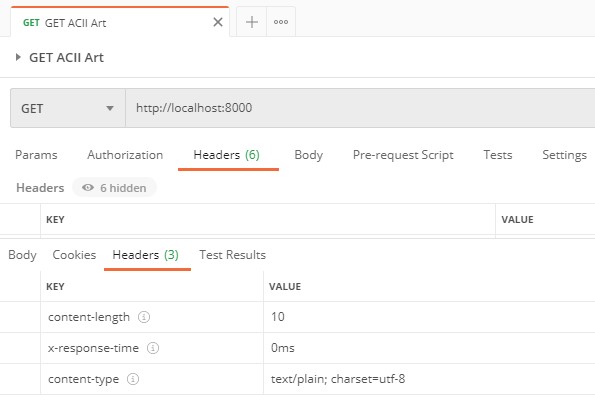 GET GET ACII Art
GET ACII Art
GET http://localhost:8000
Params Authorization Headers (6) Body Pre-request Script Tests Settings
Headers 6 hidden
KEY VALUE
Body Cookies Headers (3) Test Results
KEY VALUE
content-length 10
x-response-time 0ms
content-type text/plain; charset=utf-8